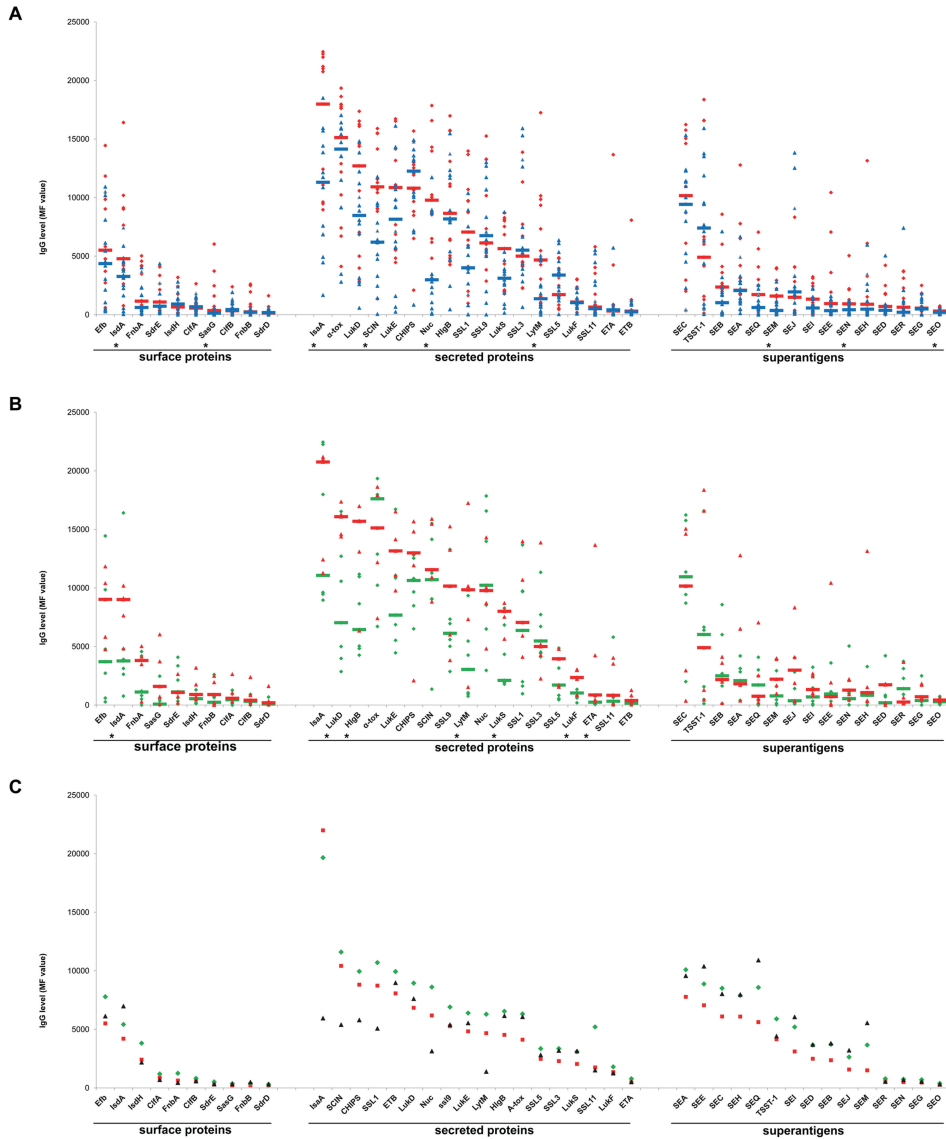 A
25000
20000
15000
10000
5000
0
IgG level (MF value)
Efb IsdA FnbA SdrE IsdH ClfA SasG ClfB FnbB SdrD IsaA α-tox LukD SCIN LukE CHIPS Nuc HlgB SSL1 SSL9 LukS SSL3 LytM SSL5 LukF SSL11 ETA ETB SEC TSST-1 SEB SEA SEQ SEM SEJ SEI SEE SEN SEH SED SER SEG SEO
* * * * * * * *
surface proteins secreted proteins superantigens
B
25000
20000
15000
10000
5000
0
IgG level (MF value)
Efb IsdA FnbA SasG SdrE IsdH FnbB ClfA ClfB SdrD IsaA LukD HlgB α-tox LukE CHIPS SCIN SSL9 LytM Nuc LukS SSL1 SSL3 SSL5 LukF ETA SSL11 ETB SEC TSST-1 SEB SEA SEQ SEM SEJ SEI SEE SEN SEH SED SER SEG SEO
* * * * * * *
surface proteins secreted proteins superantigens
C
25000
20000
15000
10000
5000
0
IgG level (MF value)
Efb IsdA IsdH ClfA FnbA ClfB SdrE SasG FnbB SdrD IsaA SCIN CHIPS SSL1 ETB LukD Nuc ssl9 LukE LytM HlgB A-tox SSL5 SSL3 LukS SSL11 LukF ETA SEA SEE SEC SEH SEQ TSST-1 SEI SED SEB SEJ SEM SER SEN SEG SEO
surface proteins secreted proteins superantigens